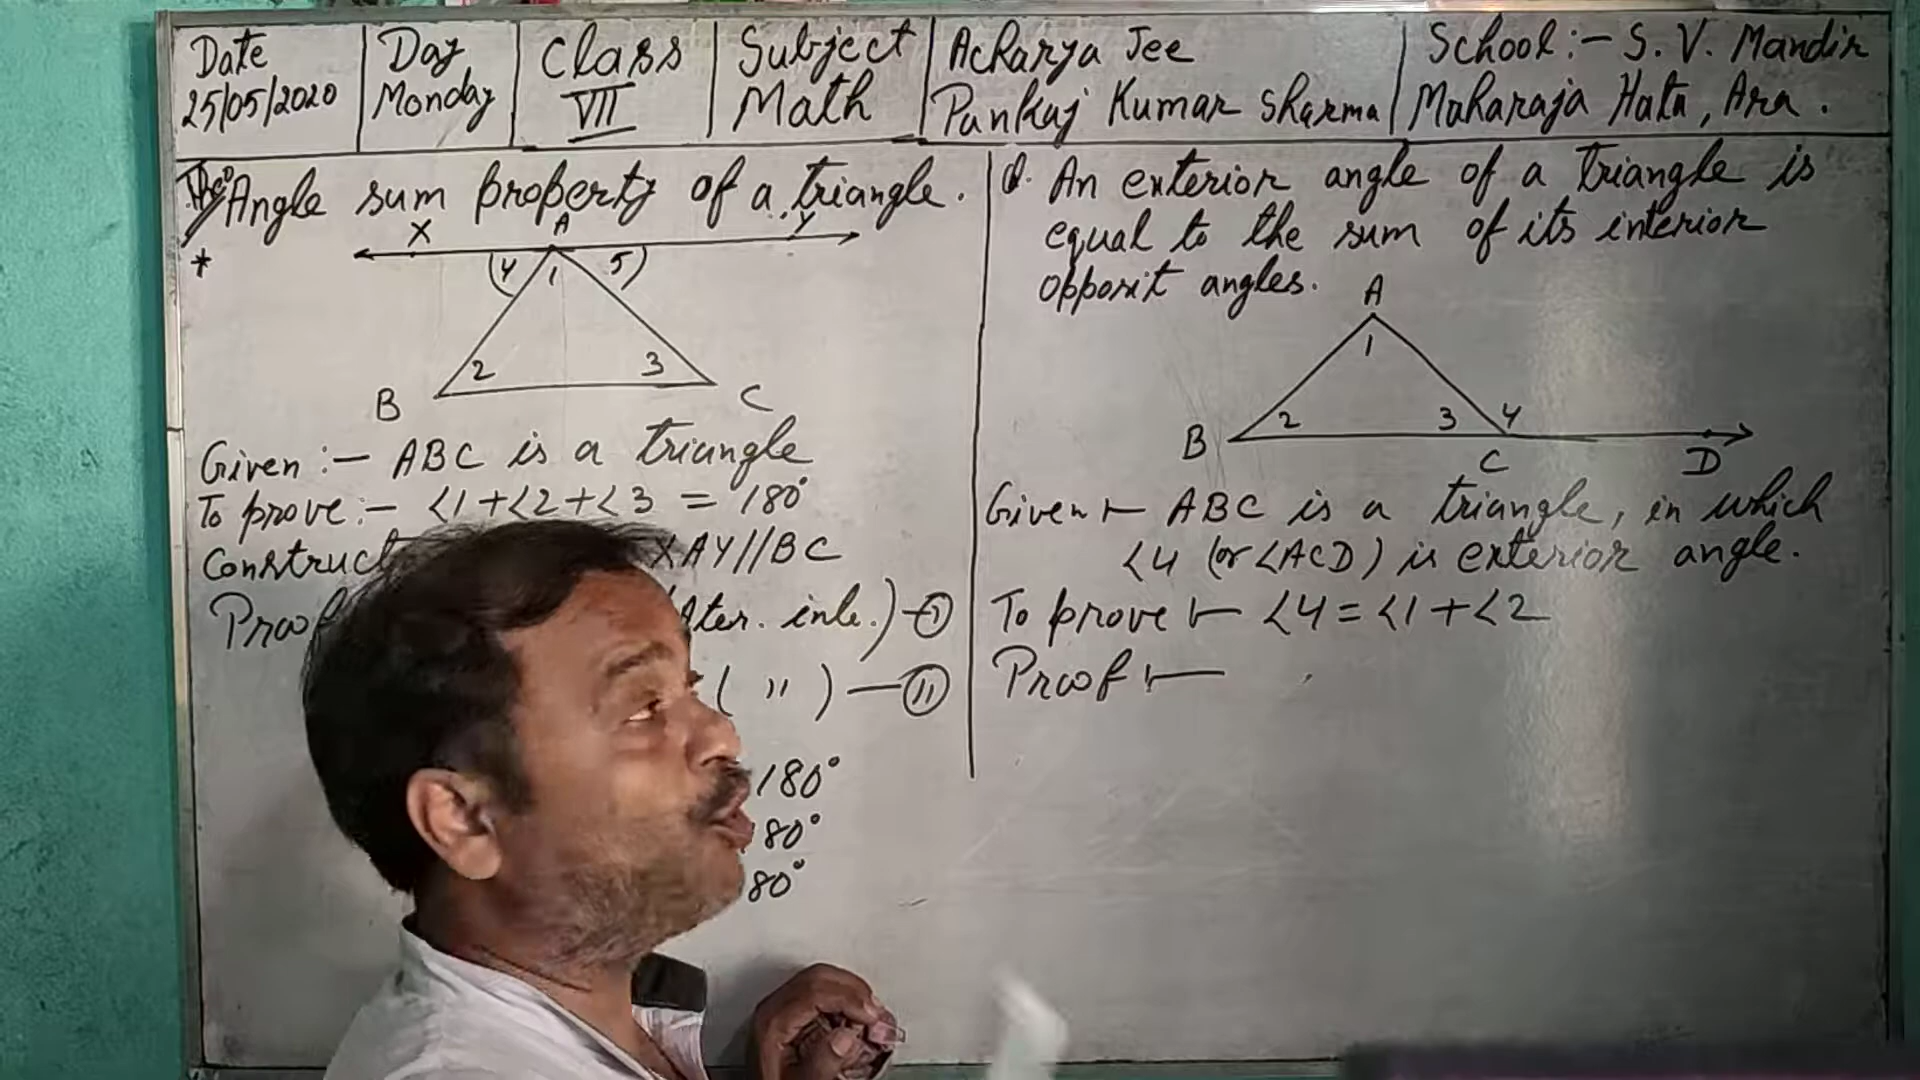 Date
25/05/2020
Day
Monday
Class
VII
Subject
Math
Acharya Jee
Pankaj Kumar Sharma
School :- S. V. Mandir
Maharaja Hata, Ara.
Angle sum property of a triangle.
*
X A Y
4 1 5
2 3
B C
Given :- ABC is a triangle
To prove :- <1+<2+<3 = 180°
Construct XAY//BC
Proof (Alter. inte.) - (I)
( " ) - (II)
180°
180°
80°
Q. An exterior angle of a triangle is
equal to the sum of its interior
opposit angles.
A
1
2 3 4
B C D
Given :- ABC is a triangle, in which
<4 (or <ACD) is exterior angle.
To prove :- <4 = <1+<2
Proof :-